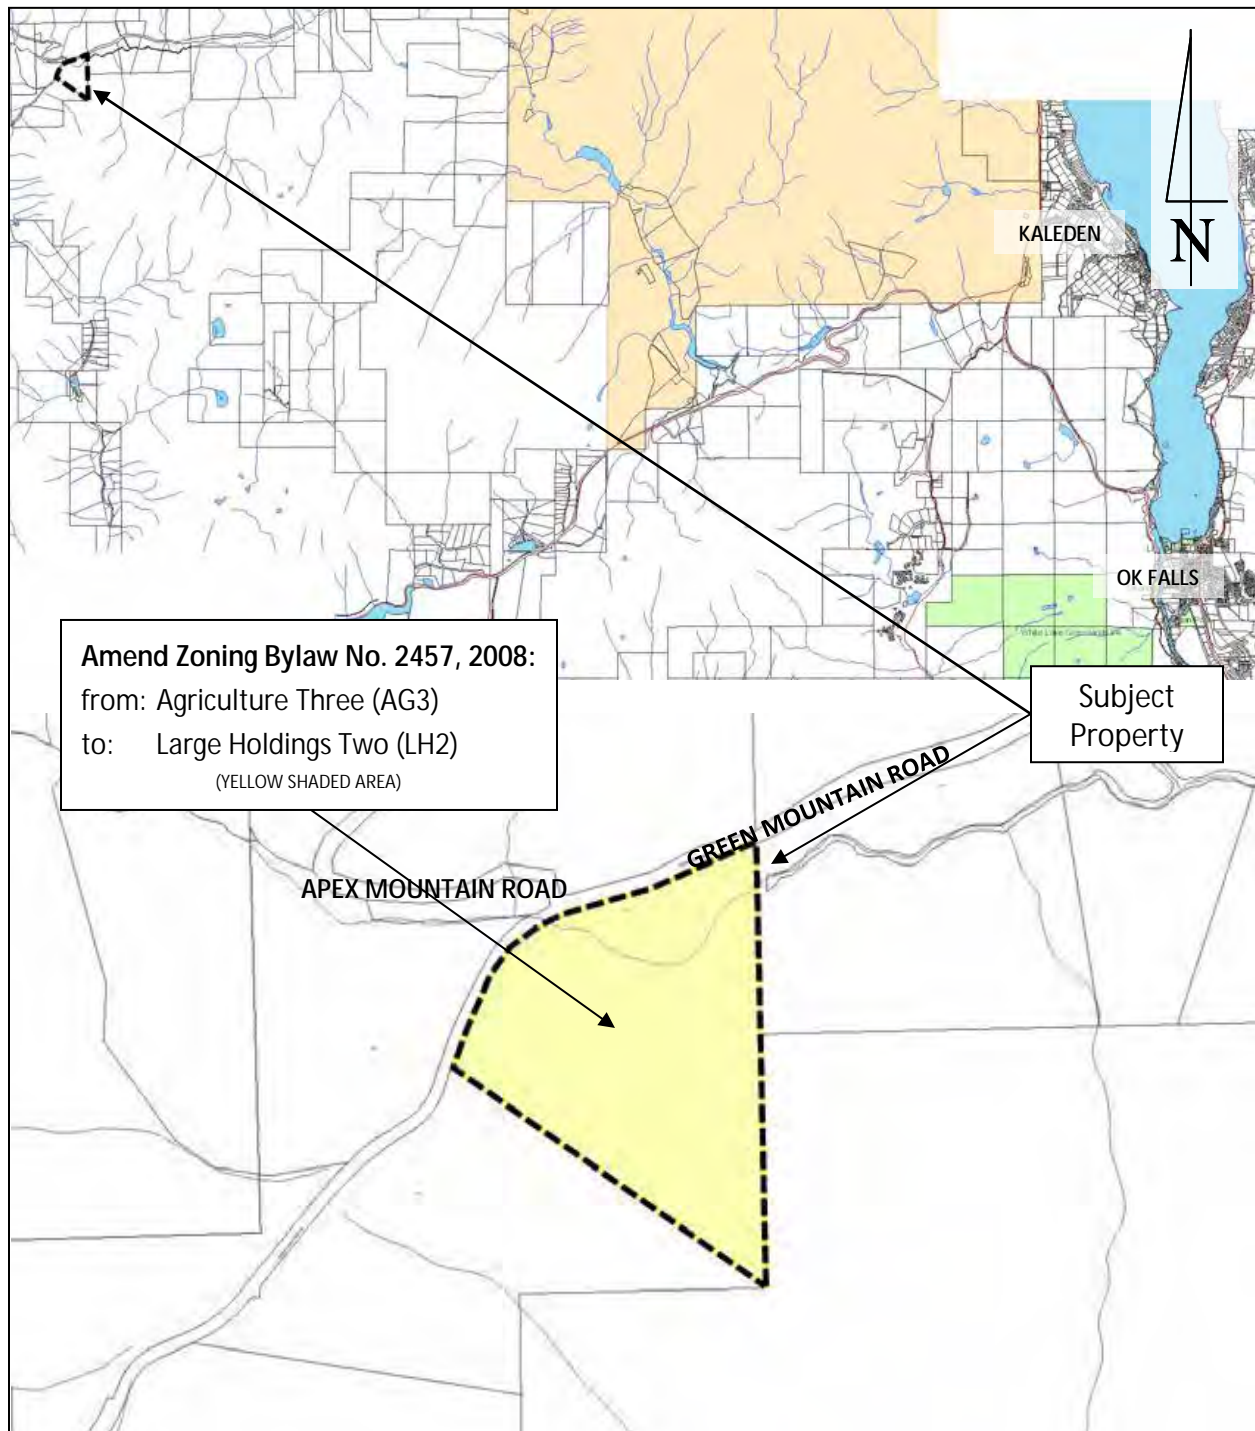 KALEDEN
N
OK FALLS
Amend Zoning Bylaw No. 2457, 2008:
from: Agriculture Three (AG3)
to: Large Holdings Two (LH2)
(YELLOW SHADED AREA)
Subject
Property
GREEN MOUNTAIN ROAD
APEX MOUNTAIN ROAD